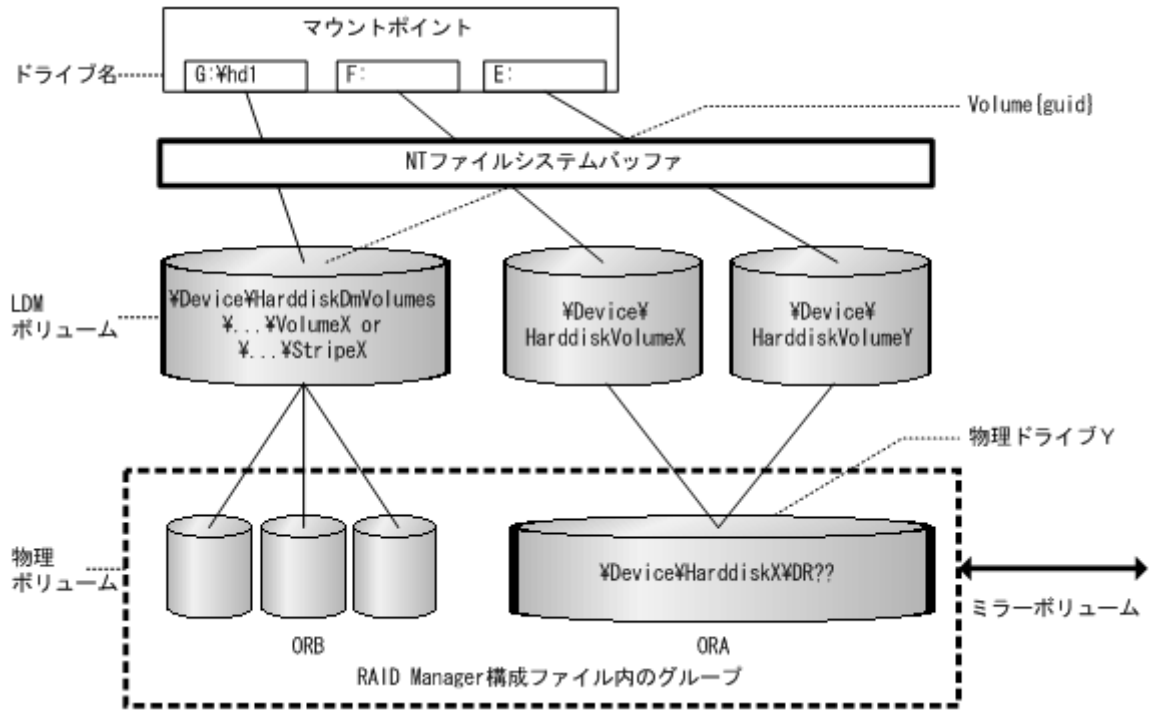 マウントポイント
ドライブ名
G:¥hd1
F:
E:
Volume{guid}
NTファイルシステムバッファ
LDM
ボリューム
¥Device¥HarddiskDmVolumes
¥...¥VolumeX or
¥...¥StripeX
¥Device¥
HarddiskVolumeX
¥Device¥
HarddiskVolumeY
物理ドライブY
物理
ボリューム
¥Device¥HarddiskX¥DR??
ミラーボリューム
ORB
ORA
RAID Manager構成ファイル内のグループ